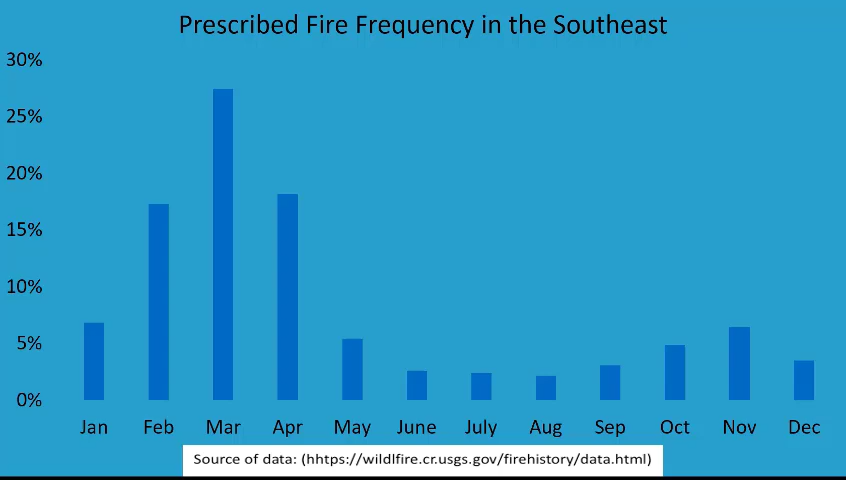 Prescribed Fire Frequency in the Southeast
30%
25%
20%
15%
10%
5%
0%
Jan Feb Mar Apr May June July Aug Sep Oct Nov Dec
Source of data: (hhtps://wildlfire.cr.usgs.gov/firehistory/data.html)